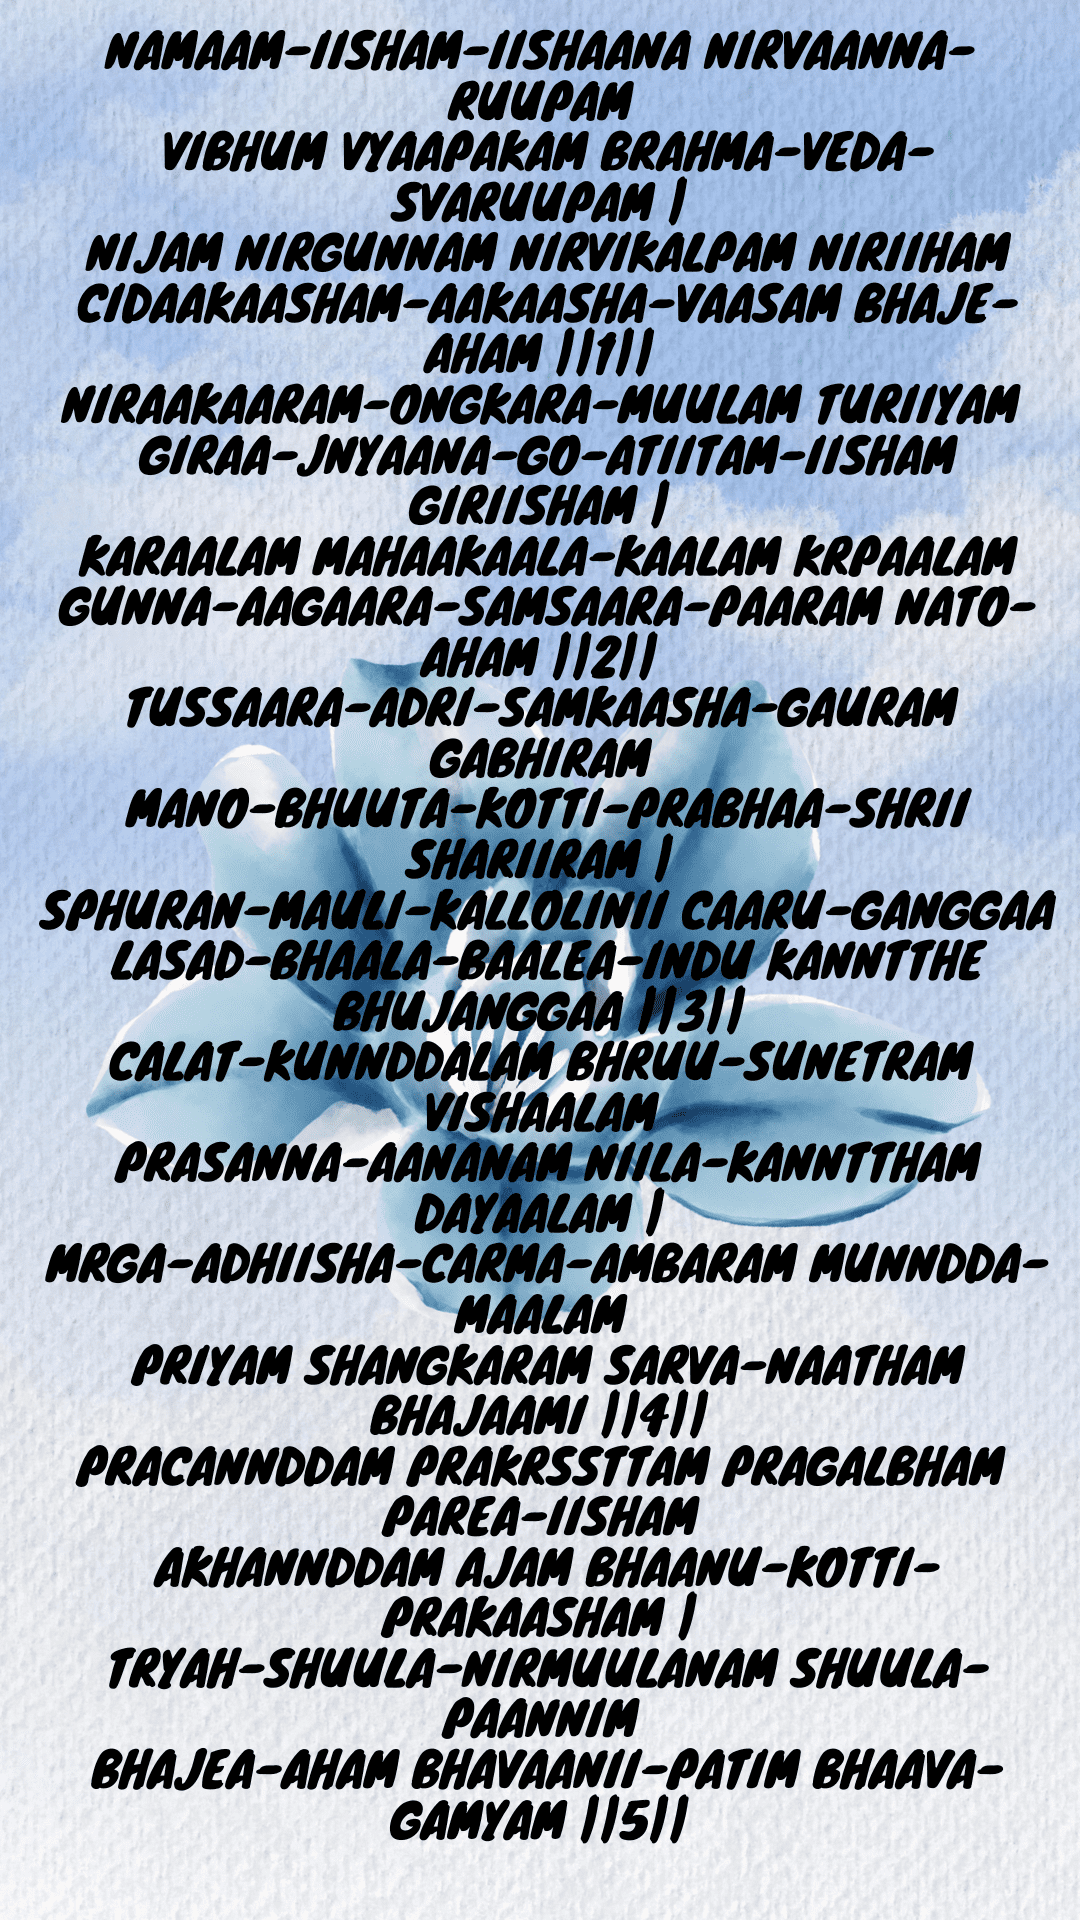 NAMAAM-IISHAM-IISHAANA NIRVAANNA-
RUUPAM
VIBHUM VYAAPAKAM BRAHMA-VEDA-
SVARUUPAM |
NIJAM NIRGUNNAM NIRVIKALPAM NIRIIHAM
CIDAAKAASHAM-AAKAASHA-VAASAM BHAJE-
AHAM ||1||
NIRAAKAARAM-ONGKARA-MUULAM TURIIYAM
GIRAA-JNYAANA-GO-ATIITAM-IISHAM
GIRIISHAM |
KARAALAM MAHAAKAALA-KAALAM KRPAALAM
GUNNA-AAGAARA-SAMSAARA-PAARAM NATO-
AHAM ||2||
TUSSAARA-ADRI-SAMKAASHA-GAURAM
GABHIRAM
MANO-BHUUTA-KOTTI-PRABHAA-SHRII
SHARIIRAM |
SPHURAN-MAULI-KALLOLINII CAARU-GANGGAA
LASAD-BHAALA-BAALEA-INDU KANNTTHE
BHUJANGGAA ||3||
CALAT-KUNNDDALAM BHRUU-SUNETRAM
VISHAALAM
PRASANNA-AANANAM NIILA-KANNTTHAM
DAYAALAM |
MRGA-ADHIISHA-CARMA-AMBARAM MUNNDDA-
MAALAM
PRIYAM SHANGKARAM SARVA-NAATHAM
BHAJAAMI ||4||
PRACANNDDAM PRAKRSSTTAM PRAGALBHAM
PAREA-IISHAM
AKHANNDDAM AJAM BHAANU-KOTTI-
PRAKAASHAM |
TRYAH-SHUULA-NIRMUULANAM SHUULA-
PAANNIM
BHAJEA-AHAM BHAVAANII-PATIM BHAAVA-
GAMYAM ||5||